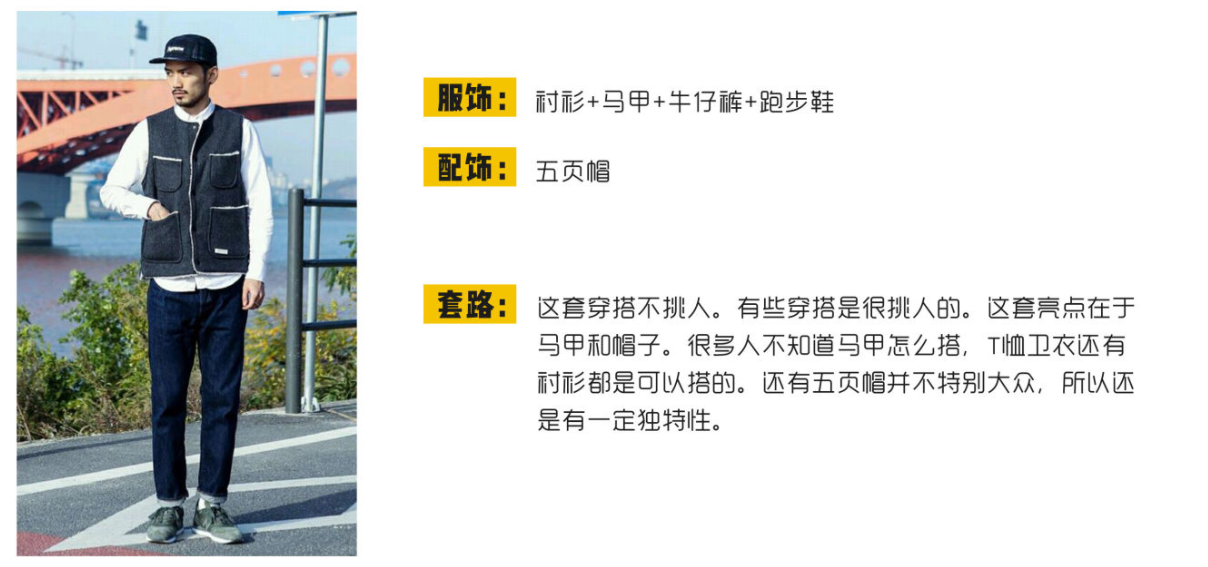 服饰： 衬衫+马甲+牛仔裤+跑步鞋
配饰： 五页帽
套路： 这套穿搭不挑人。有些穿搭是很挑人的。这套亮点在于
马甲和帽子。很多人不知道马甲怎么搭，T恤卫衣还有
衬衫都是可以搭的。还有五页帽并不特别大众，所以还
是有一定独特性。